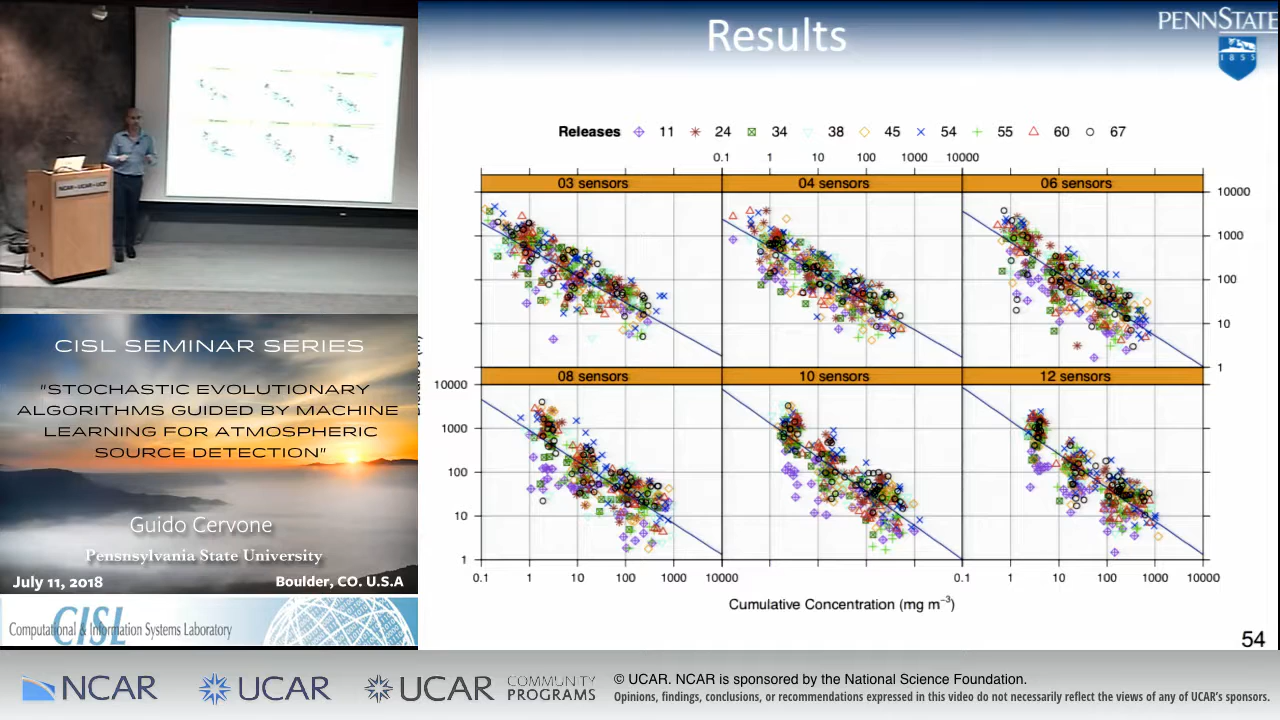 Results
PENNSTATE
1855
Releases 11 24 34 38 45 54 55 60 67
0.1 1 10 100 1000 10000
03 sensors 04 sensors 06 sensors
10000
1000
100
10
1
08 sensors 10 sensors 12 sensors
10000
1000
100
10
1
0.1 1 10 100 1000 10000 0.1 1 10 100 1000 10000
Cumulative Concentration (mg m−3)
54
NCAR • UCAR • UCP
CISL SEMINAR SERIES
"STOCHASTIC EVOLUTIONARY
ALGORITHMS GUIDED BY MACHINE
LEARNING FOR ATMOSPHERIC
SOURCE DETECTION"
Guido Cervone
Pensnsylvania State University
July 11, 2018 Boulder, CO. U.S.A
CISL
Computational & Information Systems Laboratory
NCAR UCAR UCAR COMMUNITY
PROGRAMS
© UCAR. NCAR is sponsored by the National Science Foundation.
Opinions, findings, conclusions, or recommendations expressed in this video do not necessarily reflect the views of any of UCAR's sponsors.